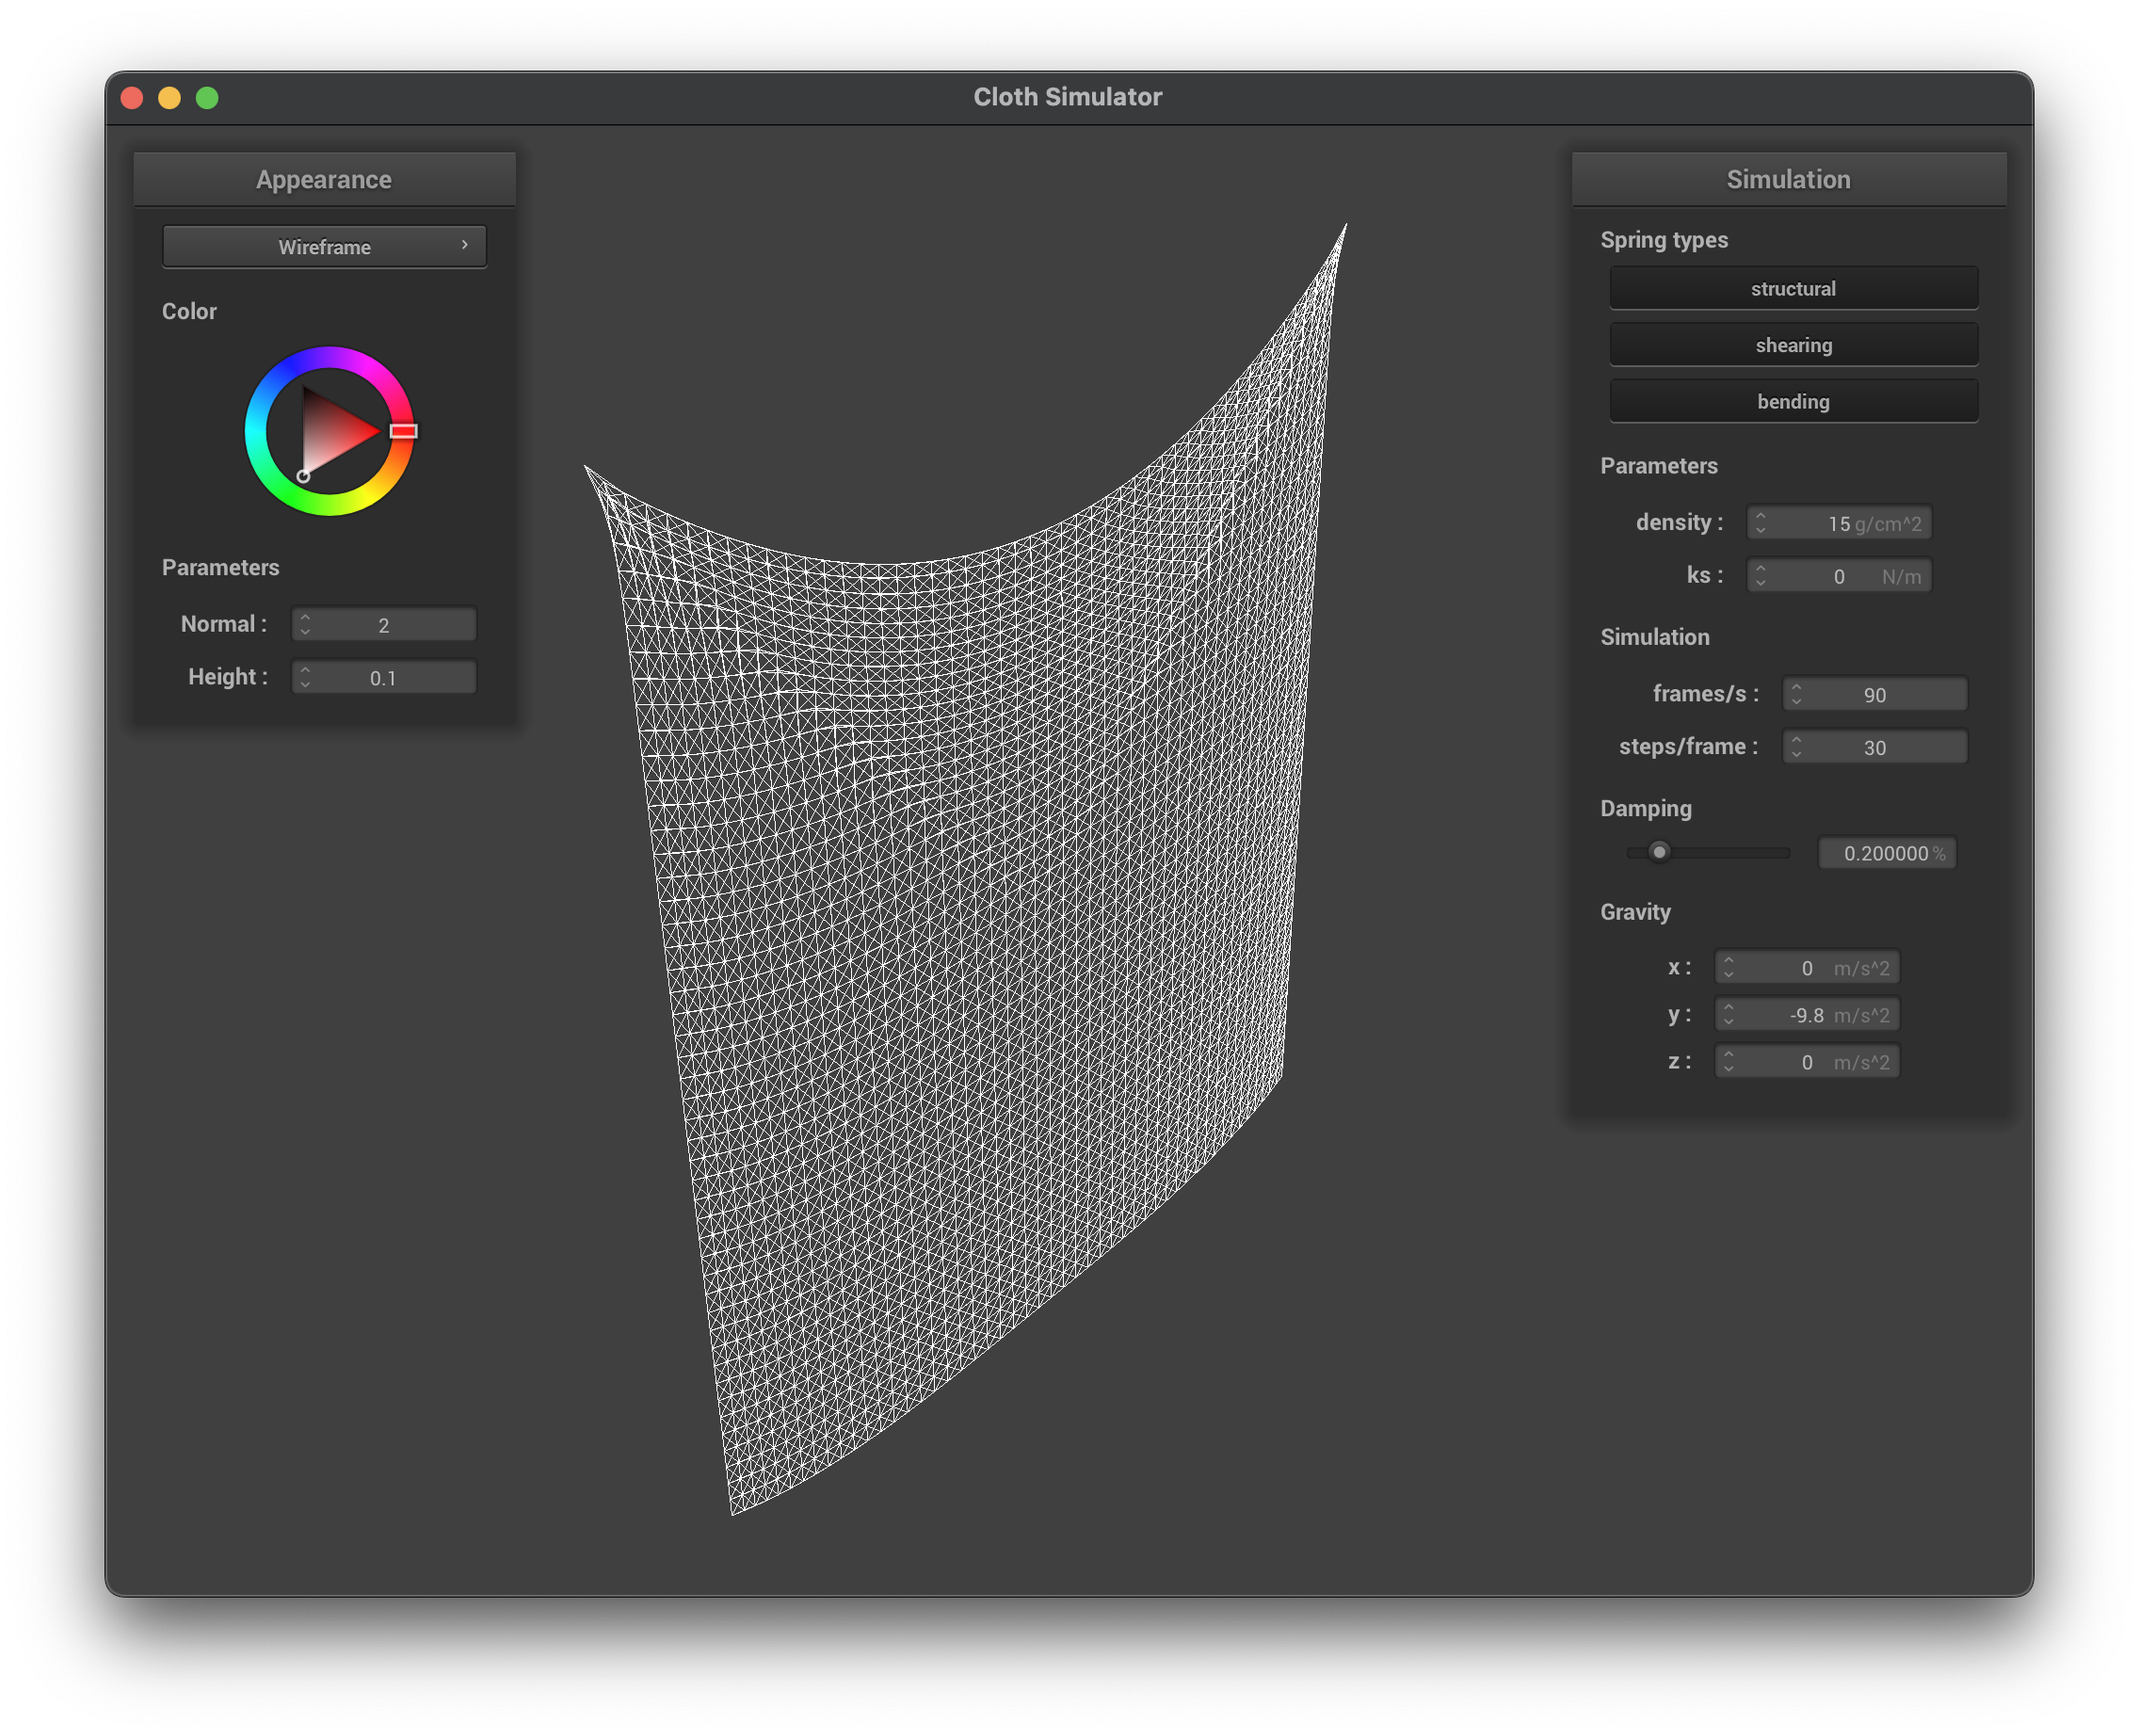 Cloth Simulator
Appearance
Wireframe
Color
Parameters
Normal : 2
Height : 0.1
Simulation
Spring types
structural
shearing
bending
Parameters
density : 15 g/cm^2
ks : 0 N/m
Simulation
frames/s : 90
steps/frame : 30
Damping
0.200000 %
Gravity
x : 0 m/s^2
y : -9.8 m/s^2
z : 0 m/s^2